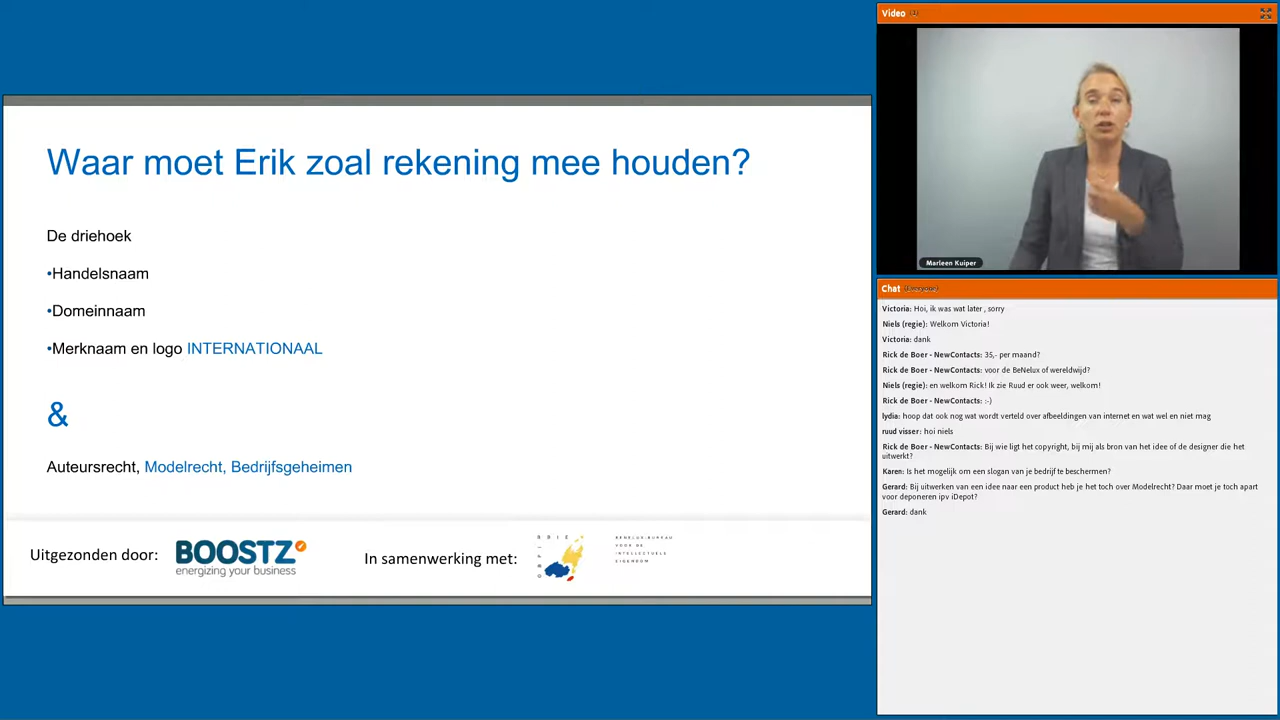 Waar moet Erik zoal rekening mee houden?
De driehoek
•Handelsnaam
•Domeinnaam
•Merknaam en logo INTERNATIONAAL
&
Auteursrecht, Modelrecht, Bedrijfsgeheimen
Uitgezonden door:
BOOSTZ
energizing your business
In samenwerking met:
BENELUX-BUREAU
VOOR DE
INTELLECTUELE
EIGENDOM
Video (1)
Marleen Kuiper
Chat (Everyone)
Victoria: Hoi, ik was wat later , sorry
Niels (regie): Welkom Victoria!
Victoria: dank
Rick de Boer - NewContacts: 35,- per maand?
Rick de Boer - NewContacts: voor de BeNelux of wereldwijd?
Niels (regie): en welkom Rick! Ik zie Ruud er ook weer, welkom!
Rick de Boer - NewContacts: :-)
lydia: hoop dat ook nog wat wordt verteld over afbeeldingen van internet en wat wel en niet mag
ruud visser: hoi niels
Rick de Boer - NewContacts: Bij wie ligt het copyright, bij mij als bron van het idee of de designer die het
uitwerkt?
Karen: Is het mogelijk om een slogan van je bedrijf te beschermen?
Gerard: Bij uitwerken van een idee naar een product heb je het toch over Modelrecht? Daar moet je toch apart
voor deponeren ipv iDepot?
Gerard: dank